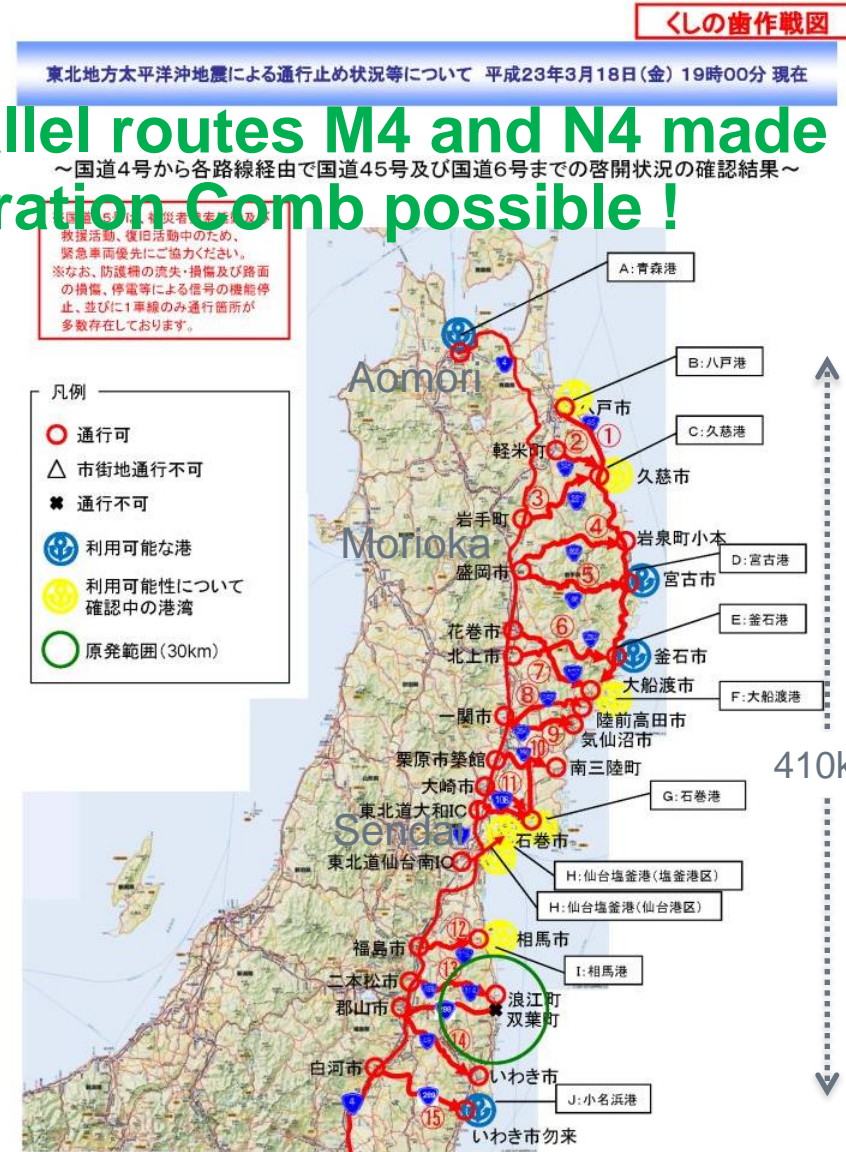 くしの歯作戦図
東北地方太平洋沖地震による通行止め状況等について 平成23年3月18日(金) 19時00分 現在
llel routes M4 and N4 made
～国道4号から各路線経由で国道45号及び国道6号までの啓開状況の確認結果～
ration Comb possible !
救援活動、復旧活動中のため、
緊急車両優先にご協力ください。
※なお、防護柵の流失・損傷及び路面
の損傷、停電等による信号の機能停
止、並びに1車線のみ通行箇所が
多数存在しております。
凡例
通行可
市街地通行不可
通行不可
利用可能な港
利用可能性について
確認中の港湾
原発範囲(30km)
A:青森港
4
Aomori
B:八戸港
八戸市
①
C:久慈港
軽米町
②
久慈市
③
岩手町
④
岩泉町小本
Morioka
盛岡市
⑤
D:宮古港
宮古市
花巻市
⑥
E:釜石港
北上市
釜石市
⑦
大船渡市
⑧
F:大船渡港
一関市
陸前高田市
⑨
気仙沼市
⑩
栗原市築館
南三陸町
410k
大崎市
⑪
G:石巻港
東北道大和IC
108
Sendai
石巻市
東北道仙台南IC
H:仙台塩釜港(塩釜港区)
H:仙台塩釜港(仙台港区)
⑫
福島市
相馬市
⑬
I:相馬港
二本松市
浪江町
郡山市
双葉町
⑭
白河市
いわき市
4
289
J:小名浜港
⑮
いわき市勿来